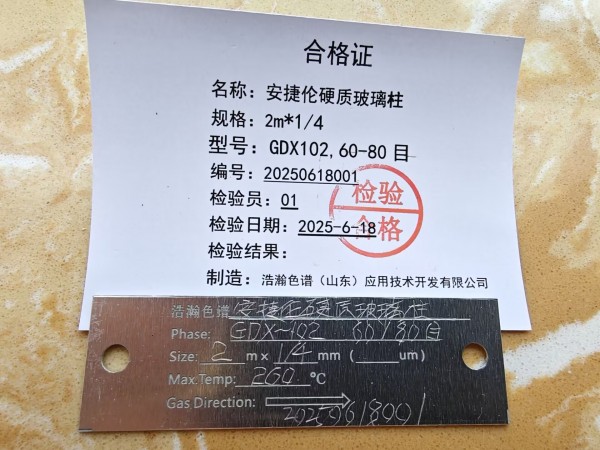 合格证
名称：安捷伦硬质玻璃柱
规格：2m*1/4
型号：GDX102,60-80 目
编号：20250618001
检验员：01
检验日期：2025-6-18
检验结果：
检验
合格
制造：浩瀚色谱（山东）应用技术开发有限公司
浩瀚色谱 安捷伦硬质玻璃柱
Phase: GDX-102 60/80目
Size: 2 m x 1/4 mm ( um)
Max.Temp: 260 ℃
Gas Direction:
20250618001